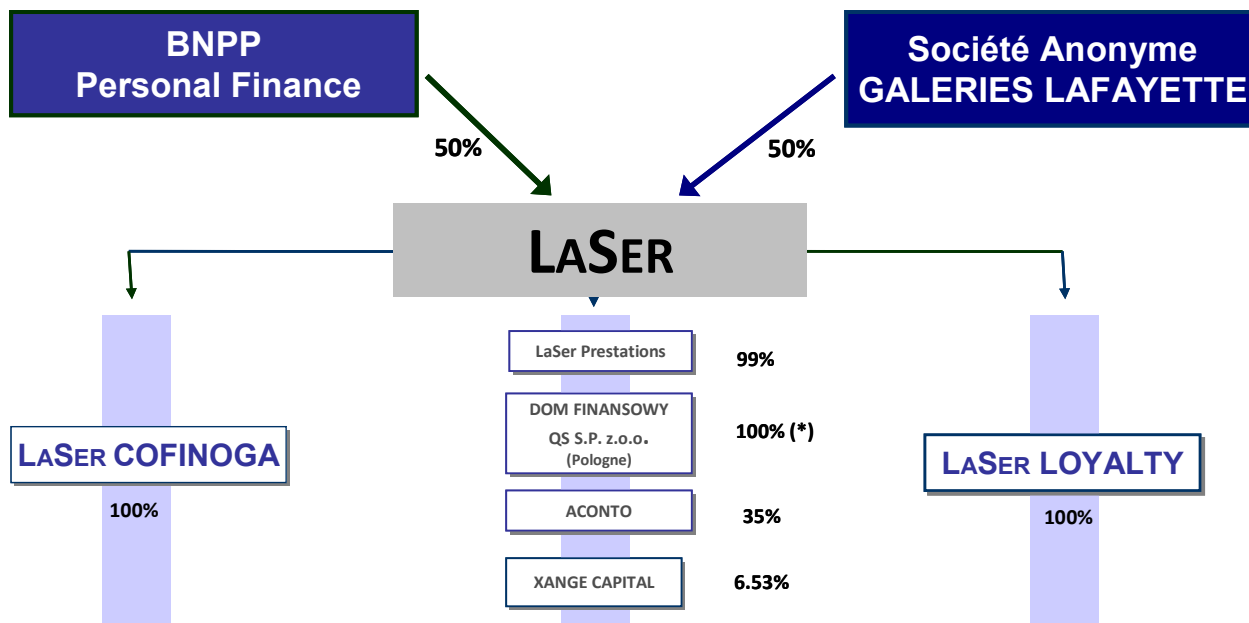 BNPP
Personal Finance
Société Anonyme
GALERIES LAFAYETTE
50%
50%
LASER
LaSer Prestations
99%
DOM FINANSOWY
QS S.P. z.o.o.
(Pologne)
100% (*)
LASER COFINOGA
100%
LASER LOYALTY
100%
ACONTO
35%
XANGE CAPITAL
6.53%